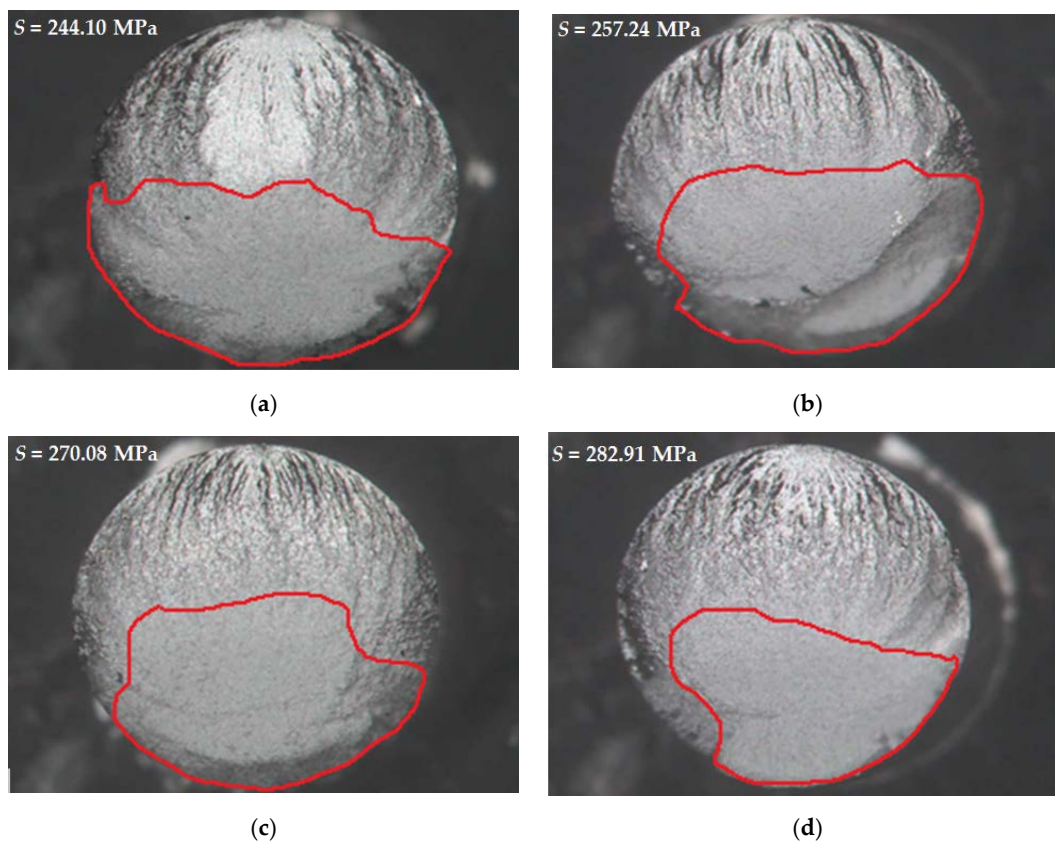 S = 244.10 MPa
S = 257.24 MPa
(a)
(b)
S = 270.08 MPa
S = 282.91 MPa
(c)
(d)